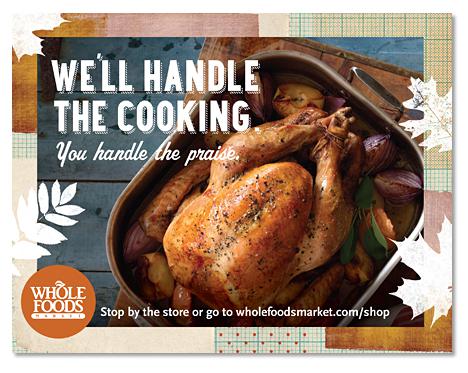 WE'LL HANDLE
THE COOKING.
You handle the praise.
WHOLE
FOODS
MARKET
Stop by the store or go to wholefoodsmarket.com/shop